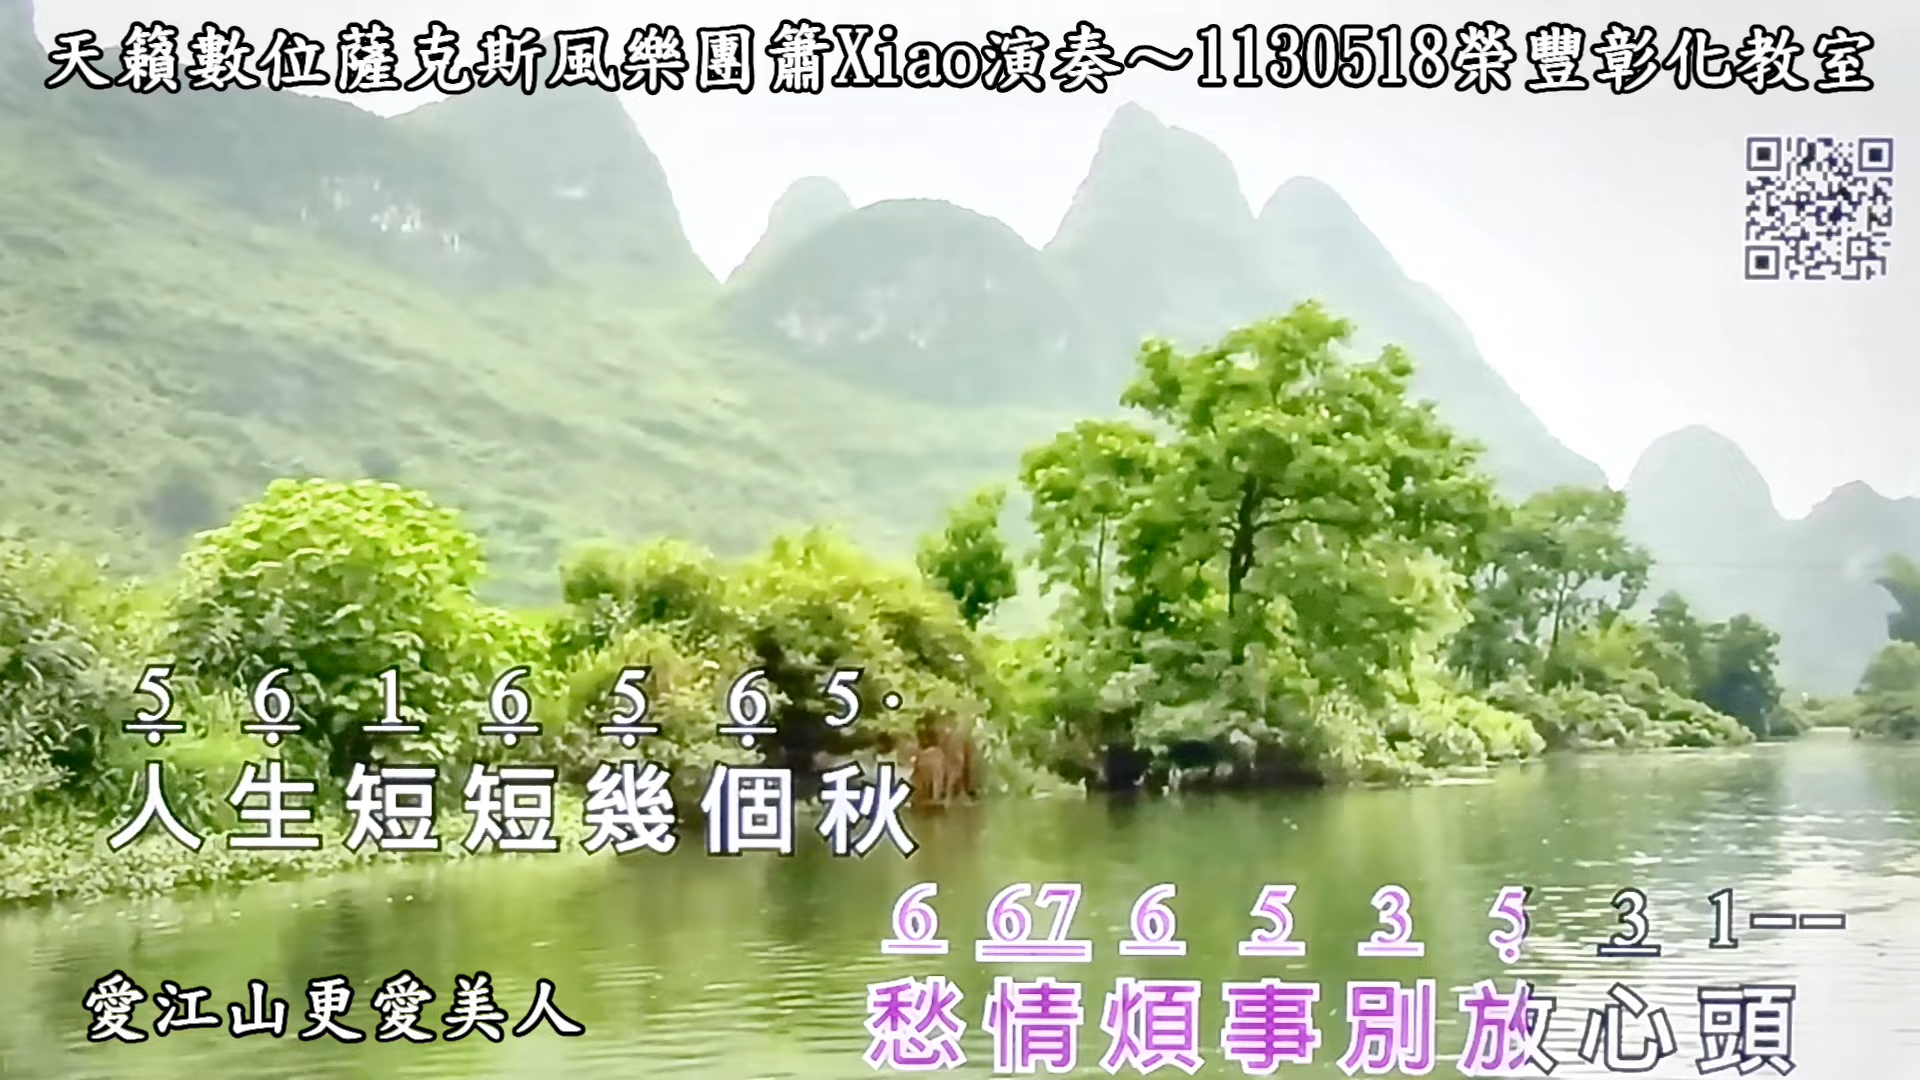 天籟數位薩克斯風樂團簫Xiao演奏～1130518榮豐彰化教室
5 6 1 6 5 6 5·
人生短短幾個秋
6 67 6 5 3 5 3 1--
愁情煩事別放心頭
愛江山更愛美人